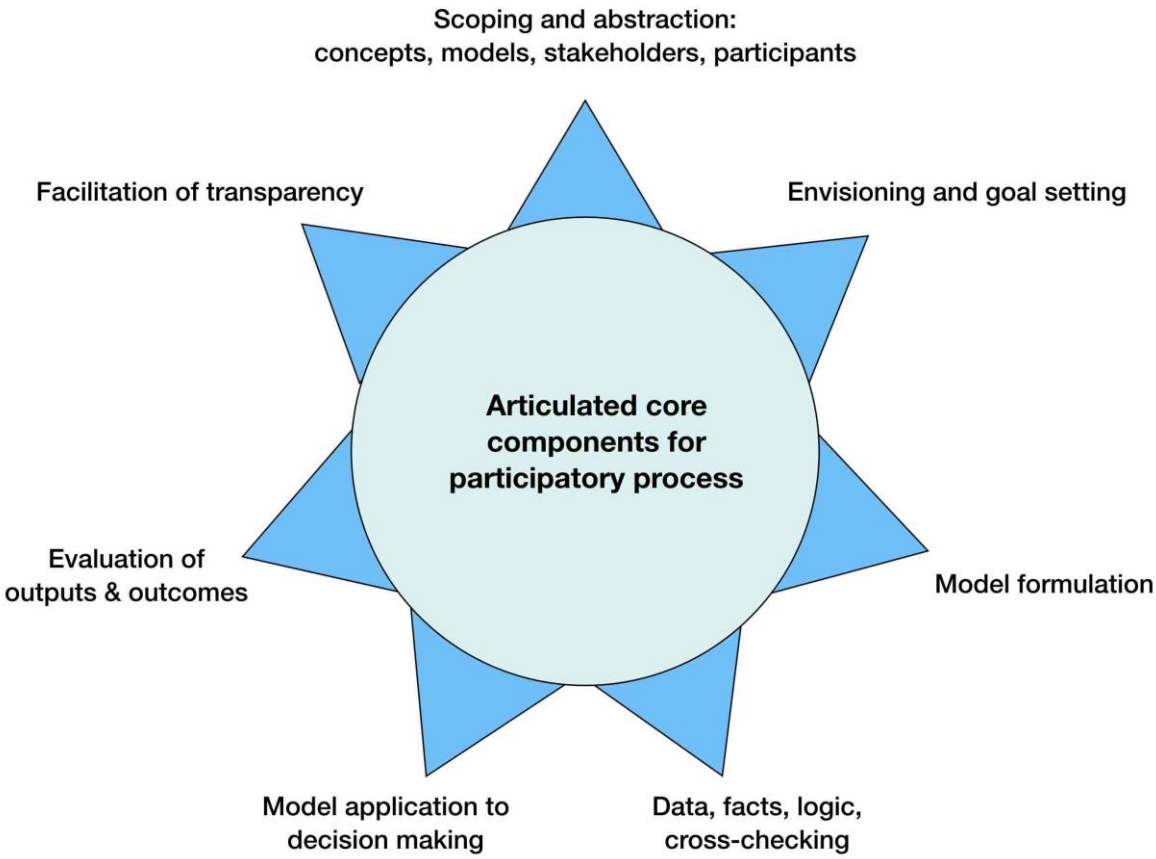 Scoping and abstraction:
concepts, models, stakeholders, participants
Facilitation of transparency
Envisioning and goal setting
Articulated core
components for
participatory process
Evaluation of
outputs & outcomes
Model formulation
Model application to
decision making
Data, facts, logic,
cross-checking